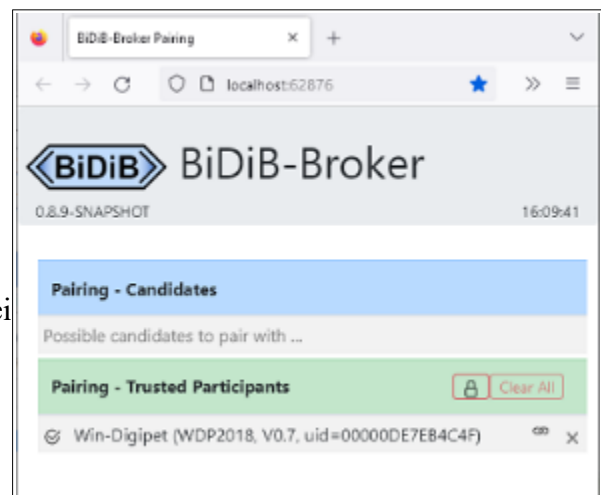 BiDiB-Broker Pairing
localhost:62876
BiDiB
BiDiB-Broker
0.8.9-SNAPSHOT
16:09:41
Pairing - Candidates
ei
Possible candidates to pair with ...
Pairing - Trusted Participants
Clear All
Win-Digipet (WDP2018, V0.7, uid=00000DE7EB4C4F)